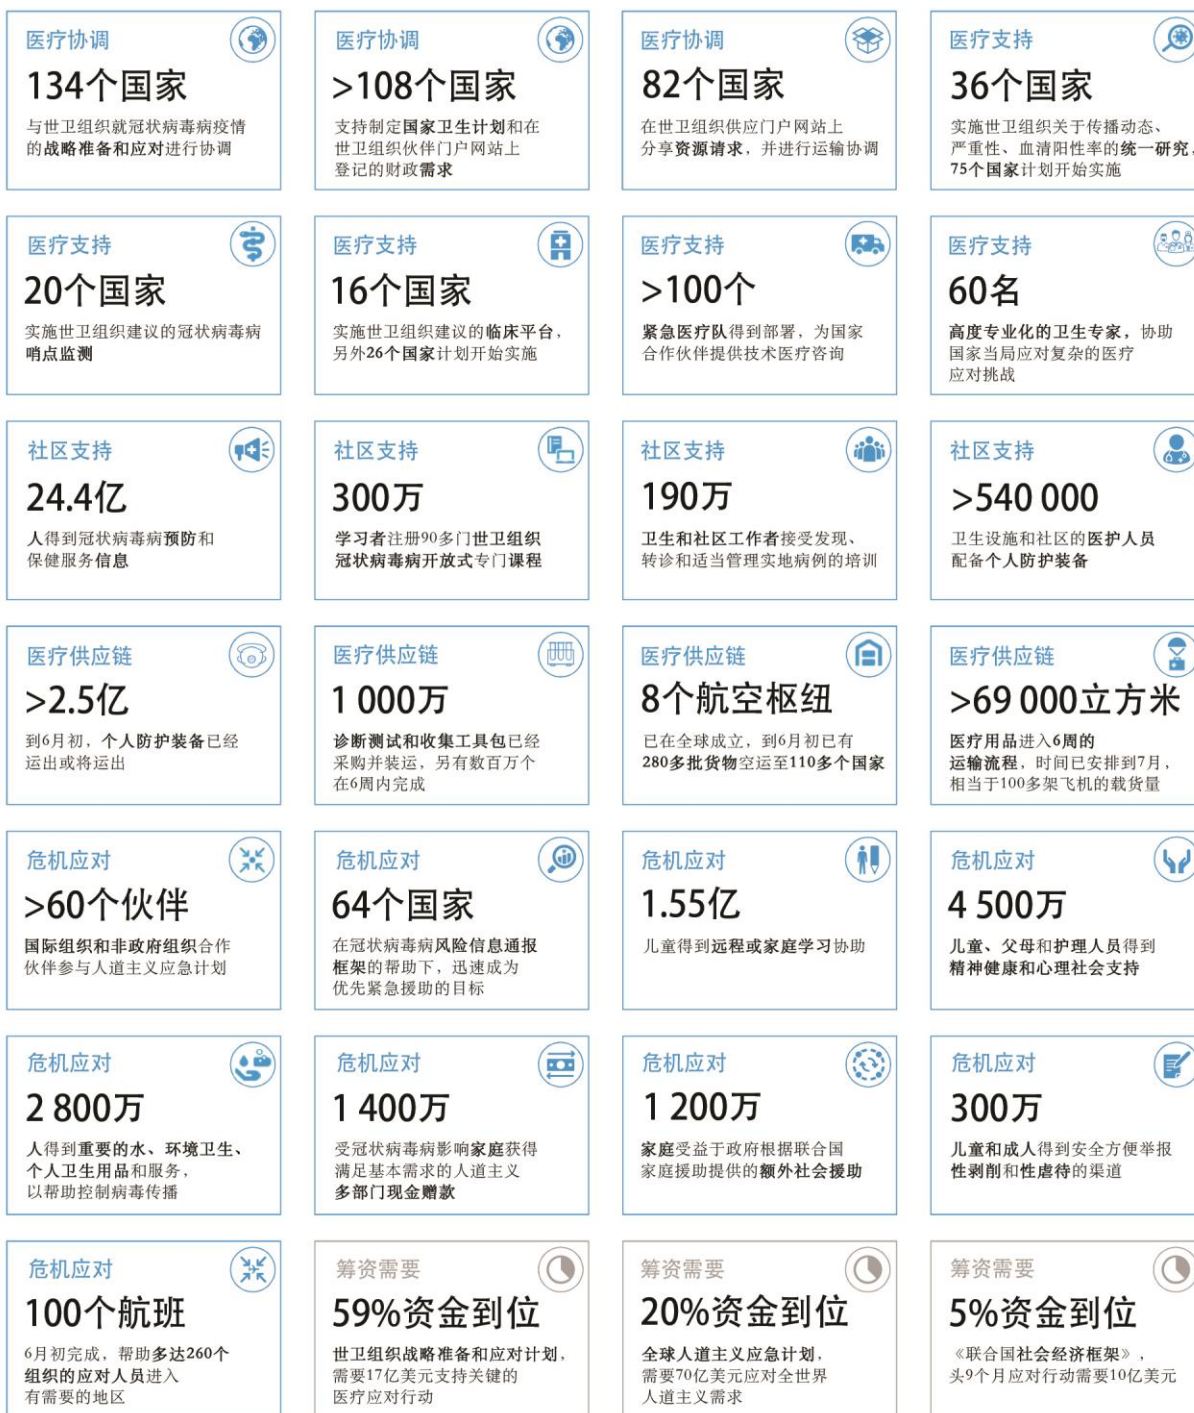 医疗协调
134个国家
与世卫组织就冠状病毒病疫情
的战略准备和应对进行协调
医疗协调
>108个国家
支持制定国家卫生计划和在
世卫组织伙伴门户网站上
登记的财政需求
医疗协调
82个国家
在世卫组织供应门户网站上
分享资源请求，并进行运输协调
医疗支持
36个国家
实施世卫组织关于传播动态、
严重性、血清阳性率的统一研究，
75个国家计划开始实施
医疗支持
20个国家
实施世卫组织建议的冠状病毒病
哨点监测
医疗支持
16个国家
实施世卫组织建议的临床平台，
另外26个国家计划开始实施
医疗支持
>100个
紧急医疗队得到部署，为国家
合作伙伴提供技术医疗咨询
医疗支持
60名
高度专业化的卫生专家，协助
国家当局应对复杂的医疗
应对挑战
社区支持
24.4亿
人得到冠状病毒病预防和
保健服务信息
社区支持
300万
学习者注册90多门世卫组织
冠状病毒病开放式专门课程
社区支持
190万
卫生和社区工作者接受发现、
转诊和适当管理实地病例的培训
社区支持
>540 000
卫生设施和社区的医护人员
配备个人防护装备
医疗供应链
>2.5亿
到6月初，个人防护装备已经
运出或将运出
医疗供应链
1 000万
诊断测试和收集工具包已经
采购并装运，另有数百万个
在6周内完成
医疗供应链
8个航空枢纽
已在全球成立，到6月初已有
280多批货物空运至110多个国家
医疗供应链
>69 000立方米
医疗用品进入6周的
运输流程，时间已安排到7月，
相当于100多架飞机的载货量
危机应对
>60个伙伴
国际组织和非政府组织合作
伙伴参与人道主义应急计划
危机应对
64个国家
在冠状病毒病风险信息通报
框架的帮助下，迅速成为
优先紧急援助的目标
危机应对
1.55亿
儿童得到远程或家庭学习协助
危机应对
4 500万
儿童、父母和护理人员得到
精神健康和心理社会支持
危机应对
2 800万
人得到重要的水、环境卫生、
个人卫生用品和服务，
以帮助控制病毒传播
危机应对
1 400万
受冠状病毒病影响家庭获得
满足基本需求的人道主义
多部门现金赠款
危机应对
1 200万
家庭受益于政府根据联合国
家庭援助提供的额外社会援助
危机应对
300万
儿童和成人得到安全方便举报
性剥削和性虐待的渠道
危机应对
100个航班
6月初完成，帮助多达260个
组织的应对人员进入
有需要的地区
筹资需要
59%资金到位
世卫组织战略准备和应对计划，
需要17亿美元支持关键的
医疗应对行动
筹资需要
20%资金到位
全球人道主义应急计划，
需要70亿美元应对全世界
人道主义需求
筹资需要
5%资金到位
《联合国社会经济框架》，
头9个月应对行动需要10亿美元